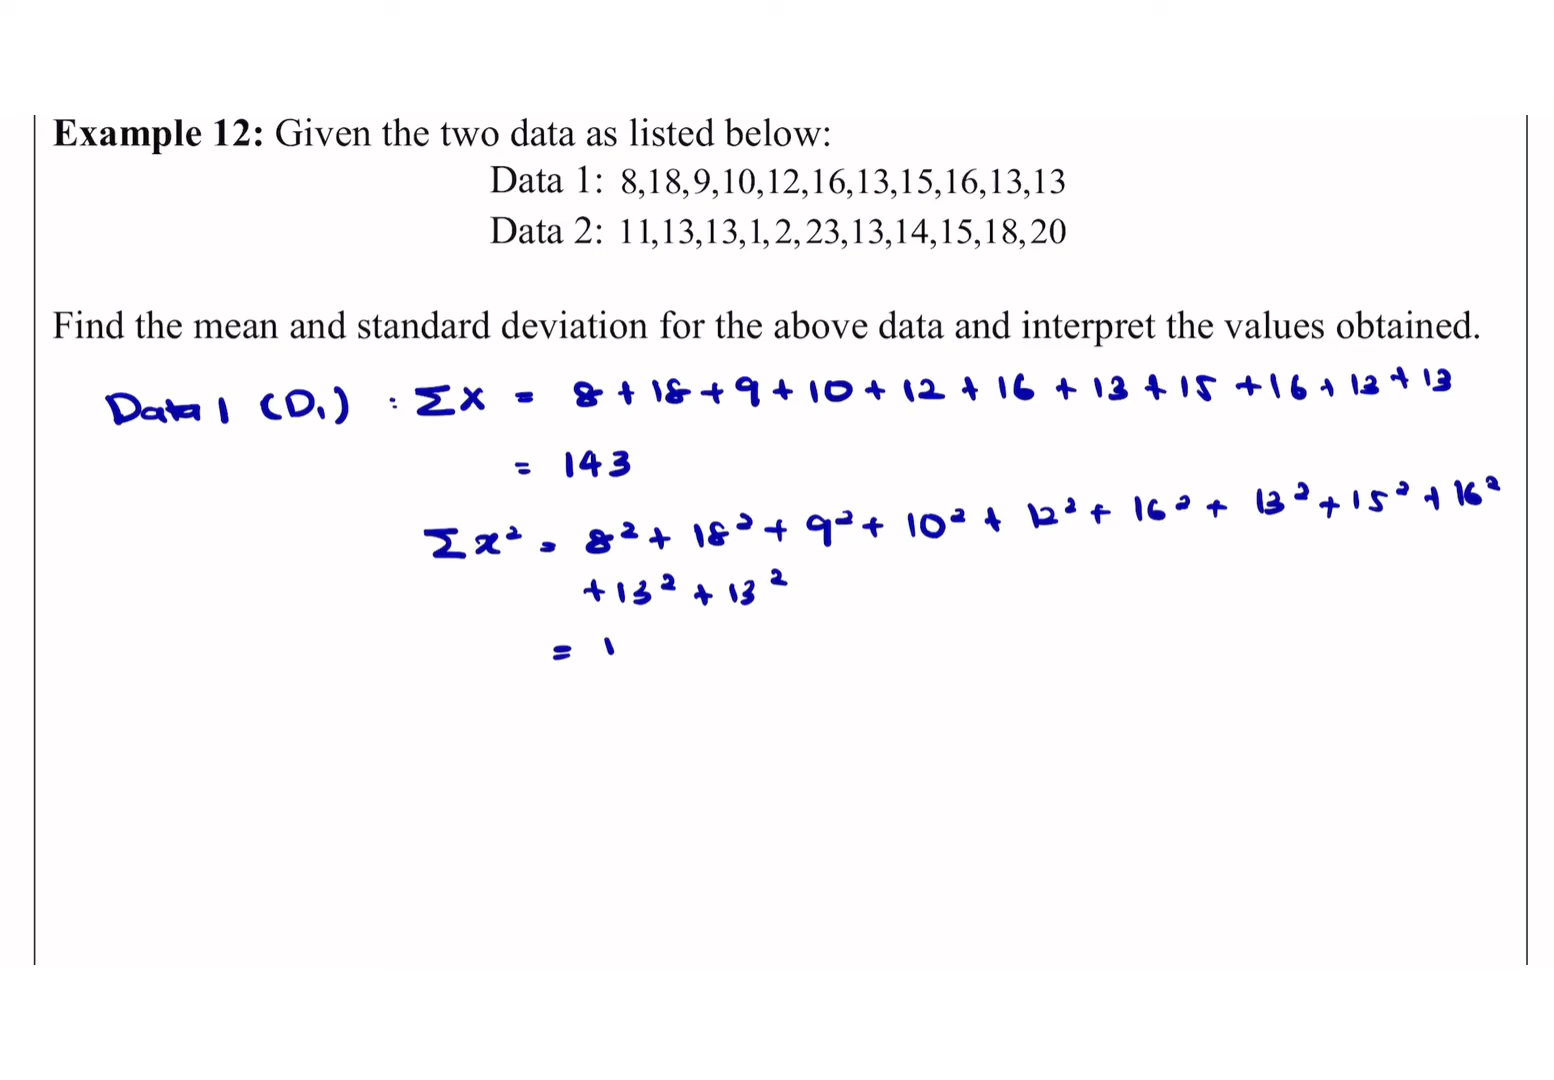 Example 12: Given the two data as listed below:
Data 1: 8,18,9,10,12,16,13,15,16,13,13
Data 2: 11,13,13,1,2,23,13,14,15,18,20
Find the mean and standard deviation for the above data and interpret the values obtained.
Data 1 (D₁) : Σx = 8 + 18 + 9 + 10 + 12 + 16 + 13 + 15 + 16 + 13 + 13
= 143
Σx² = 8² + 18² + 9² + 10² + 12² + 16² + 13² + 15² + 16²
+ 13² + 13²
= 1